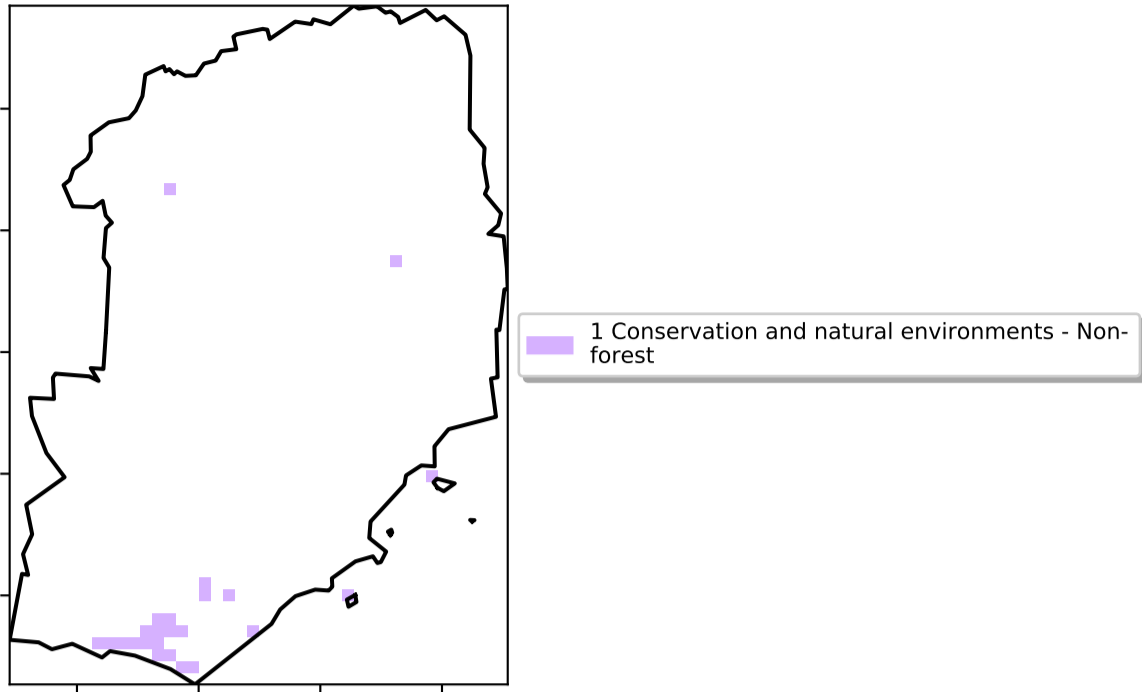 1 Conservation and natural environments - Non-
forest